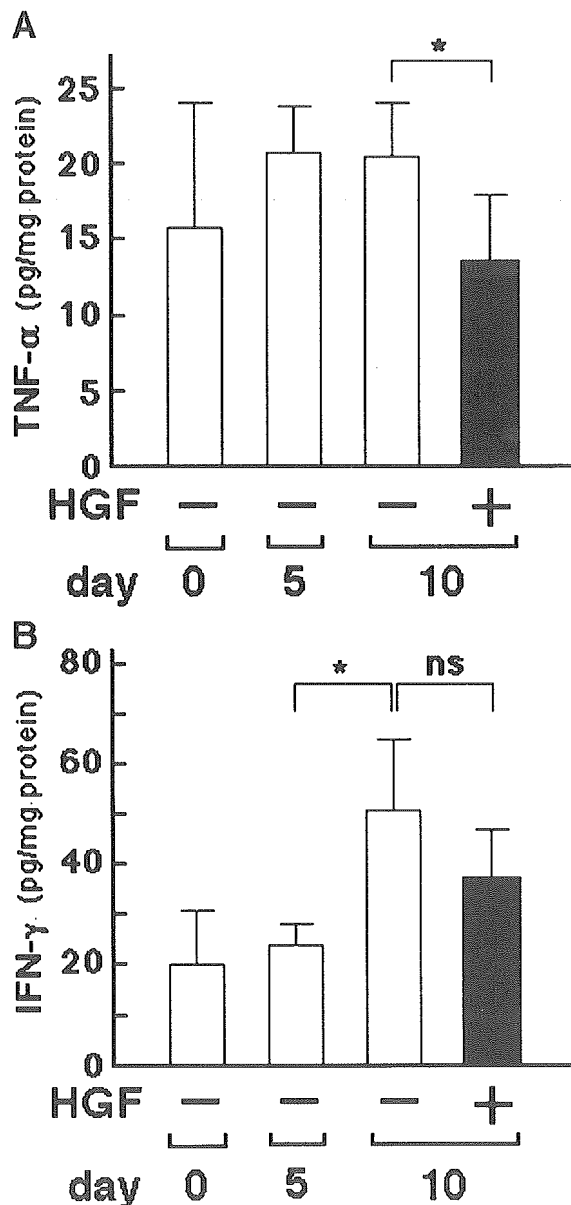 A
*
25
20
15
10
5
0
TNF-α (pg/mg protein)
HGF − − − +
day 0 5 10
B
80
60
40
20
0
* ns
IFN-γ (pg/mg protein)
HGF − − − +
day 0 5 10